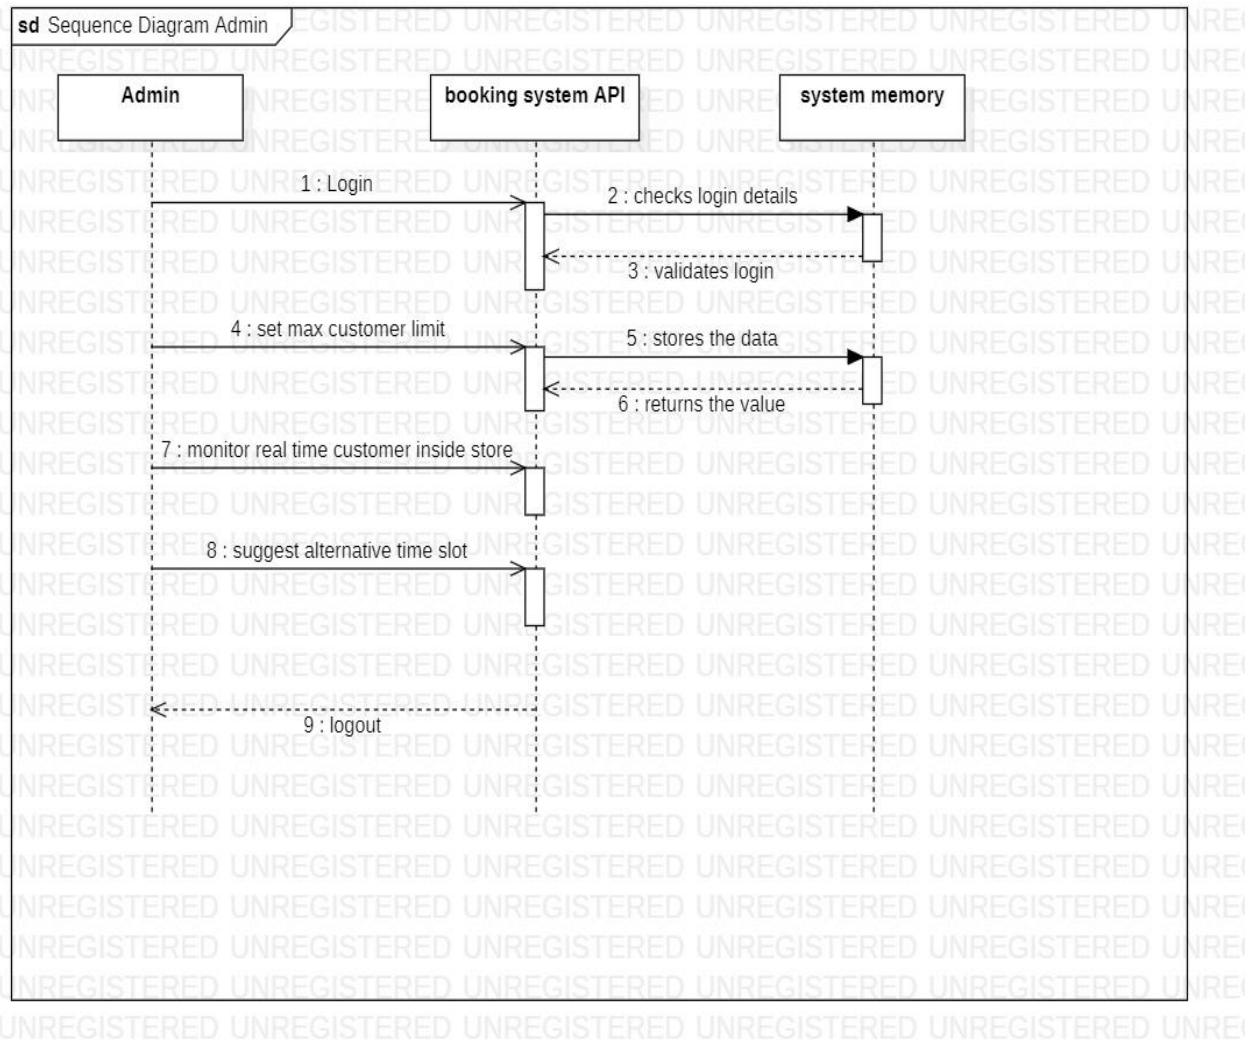 sd Sequence Diagram Admin
Admin
booking system API
system memory
1 : Login
2 : checks login details
3 : validates login
4 : set max customer limit
5 : stores the data
6 : returns the value
7 : monitor real time customer inside store
8 : suggest alternative time slot
9 : logout
UNREGISTERED